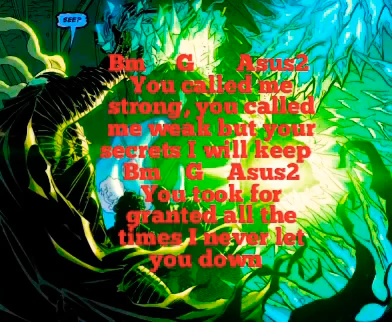 SEE?
Bm G Asus2
You called me
strong, you called
me weak but your
secrets I will keep
Bm G Asus2
You took for
granted all the
times I never let
you down